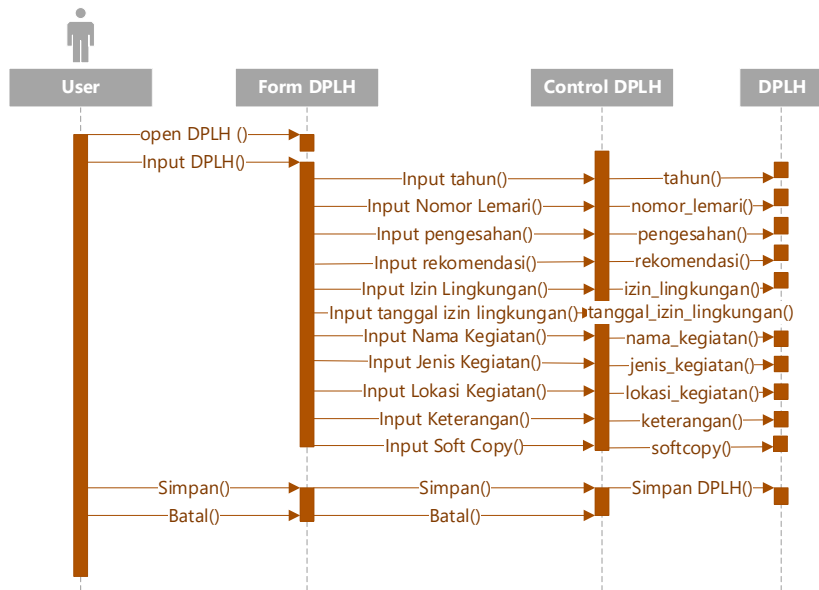 User Form DPLH Control DPLH DPLH
open DPLH ()
Input DPLH()
Input tahun() tahun()
Input Nomor Lemari() nomor_lemari()
Input pengesahan() pengesahan()
Input rekomendasi() rekomendasi()
Input Izin Lingkungan() izin_lingkungan()
Input tanggal izin lingkungan() tanggal_izin_lingkungan()
Input Nama Kegiatan() nama_kegiatan()
Input Jenis Kegiatan() jenis_kegiatan()
Input Lokasi Kegiatan() lokasi_kegiatan()
Input Keterangan() keterangan()
Input Soft Copy() softcopy()
Simpan() Simpan() Simpan DPLH()
Batal() Batal()